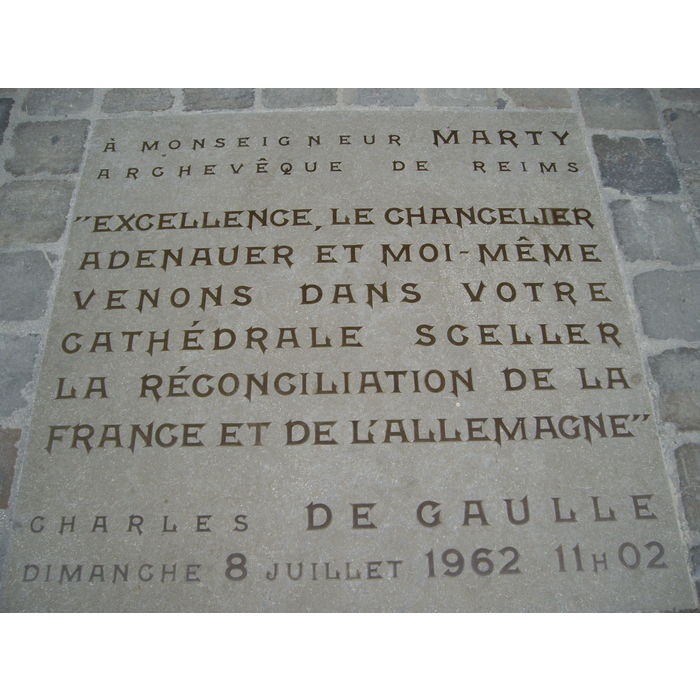 À MONSEIGNEUR MARTY
ARCHEVÊQUE DE REIMS
"EXCELLENCE, LE CHANCELIER
ADENAUER ET MOI-MÊME
VENONS DANS VOTRE
CATHÉDRALE SCELLER
LA RÉCONCILIATION DE LA
FRANCE ET DE L'ALLEMAGNE"
CHARLES DE GAULLE
DIMANCHE 8 JUILLET 1962 11H02